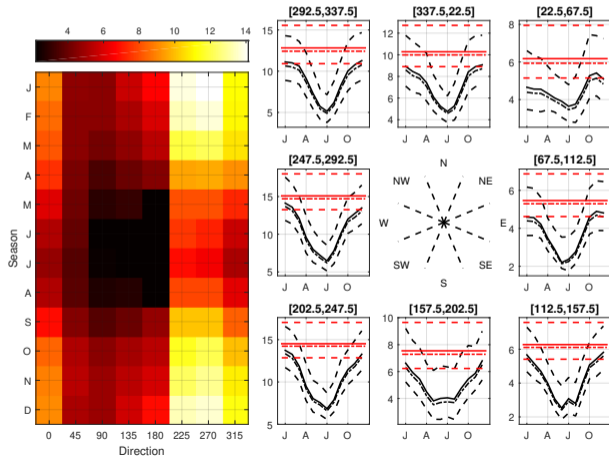 4 6 8 10 12 14
J
F
M
A
M
J
J
A
S
O
N
D
Season
0 45 90 135 180 225 270 315
Direction
[292.5,337.5]
15
10
5
J A J O
[337.5,22.5]
14
12
10
8
6
4
J A J O
[22.5,67.5]
8
6
4
J A J O
[247.5,292.5]
15
10
5
J A J O
N
NW NE
W E
SW SE
S
[67.5,112.5]
6
4
2
J A J O
[202.5,247.5]
15
10
5
J A J O
[157.5,202.5]
10
8
6
4
J A J O
[112.5,157.5]
6
4
2
J A J O